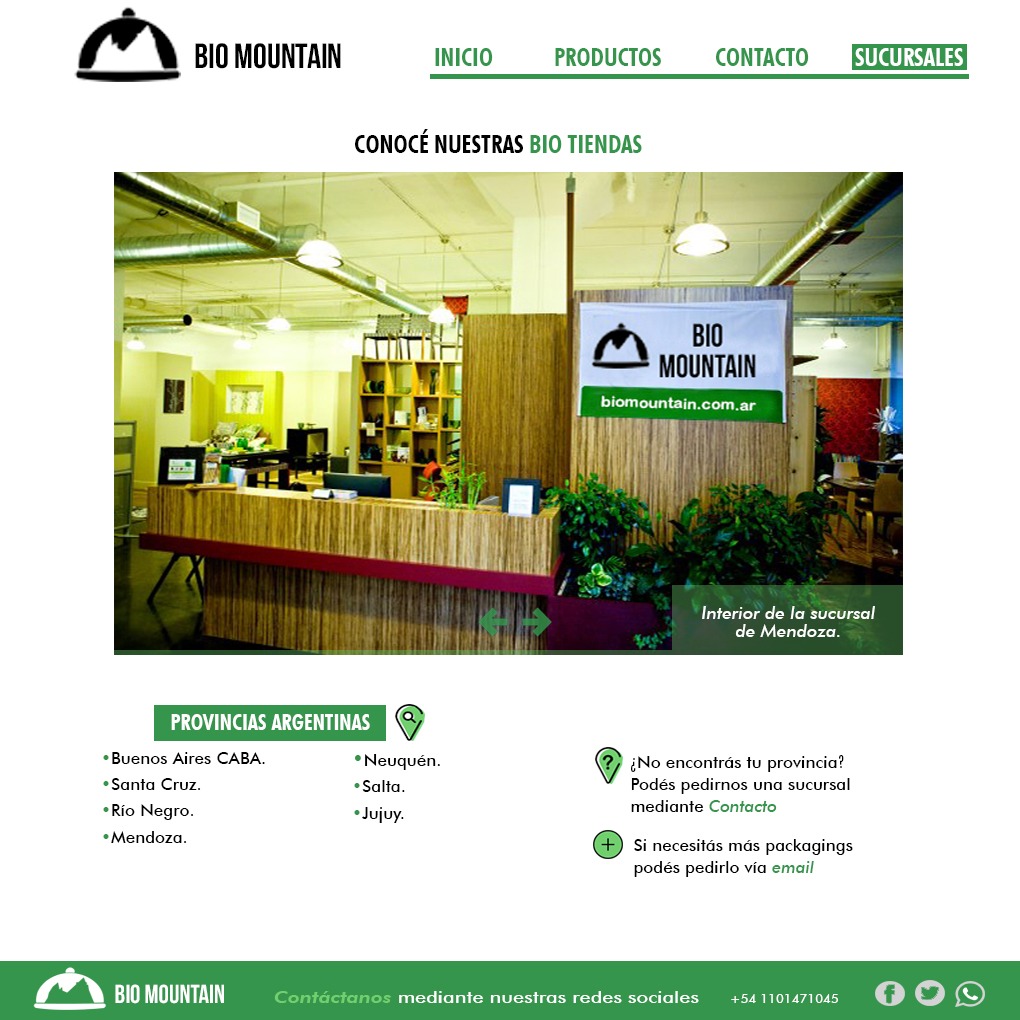 BIO MOUNTAIN
INICIO PRODUCTOS CONTACTO SUCURSALES
CONOCÉ NUESTRAS BIO TIENDAS
BIO
MOUNTAIN
biomountain.com.ar
Interior de la sucursal
de Mendoza.
PROVINCIAS ARGENTINAS
•Buenos Aires CABA.
•Santa Cruz.
•Río Negro.
•Mendoza.
•Neuquén.
•Salta.
•Jujuy.
?
¿No encontrás tu provincia?
Podés pedirnos una sucursal
mediante Contacto
+
Si necesitás más packagings
podés pedirlo vía email
BIO MOUNTAIN
Contáctanos mediante nuestras redes sociales
+54 1101471045